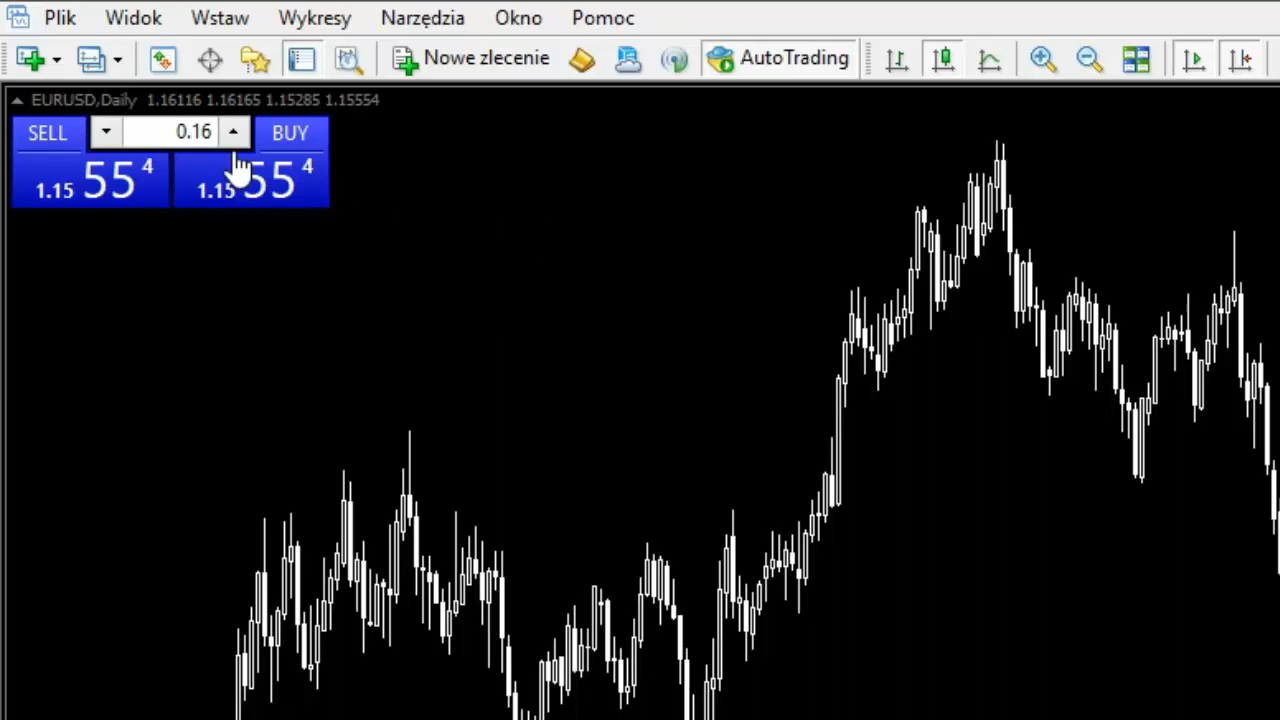 Plik Widok Wstaw Wykresy Narzędzia Okno Pomoc
Nowe zlecenie AutoTrading
EURUSD,Daily 1.16116 1.16165 1.15285 1.15554
SELL 0.16 BUY
1.15 55 4 1.15 55 4